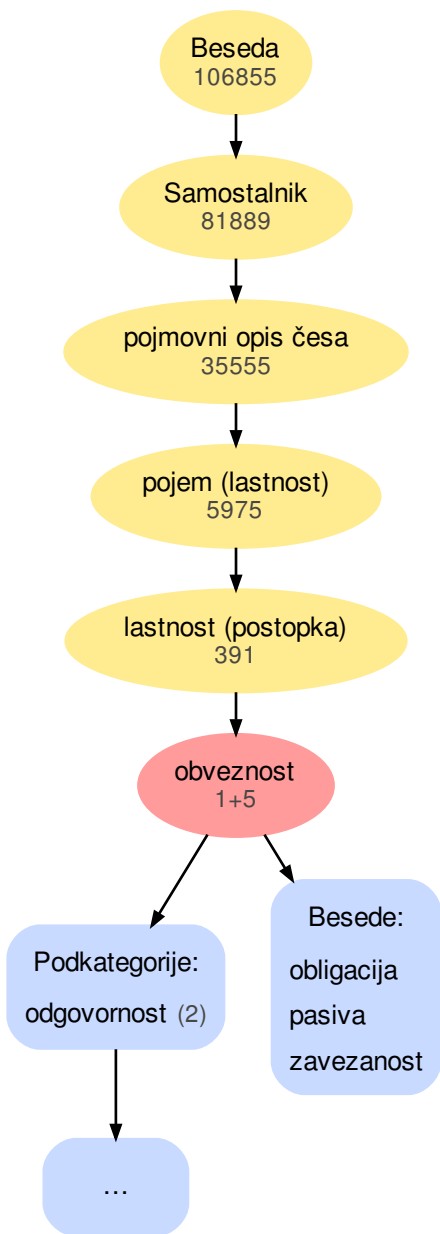 Beseda
106855
Samostalnik
81889
pojmovni opis česa
35555
pojem (lastnost)
5975
lastnost (postopka)
391
obveznost
1+5
Podkategorije:
odgovornost (2)
...
Besede:
obligacija
pasiva
zavezanost